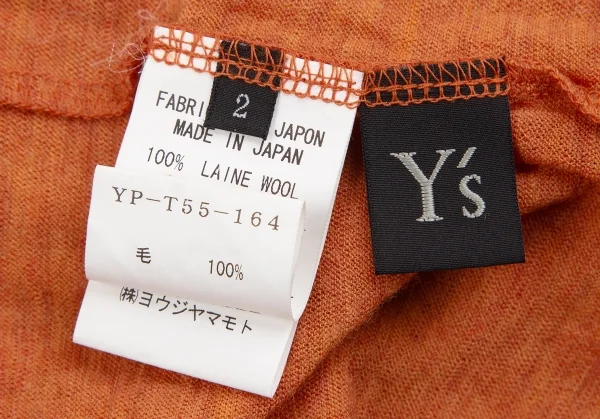 2
FABRI JAPON
MADE IN JAPAN
100% LAINE WOOL
YP-T55-164
毛 100%
㈱ヨウジヤマモト
Y's